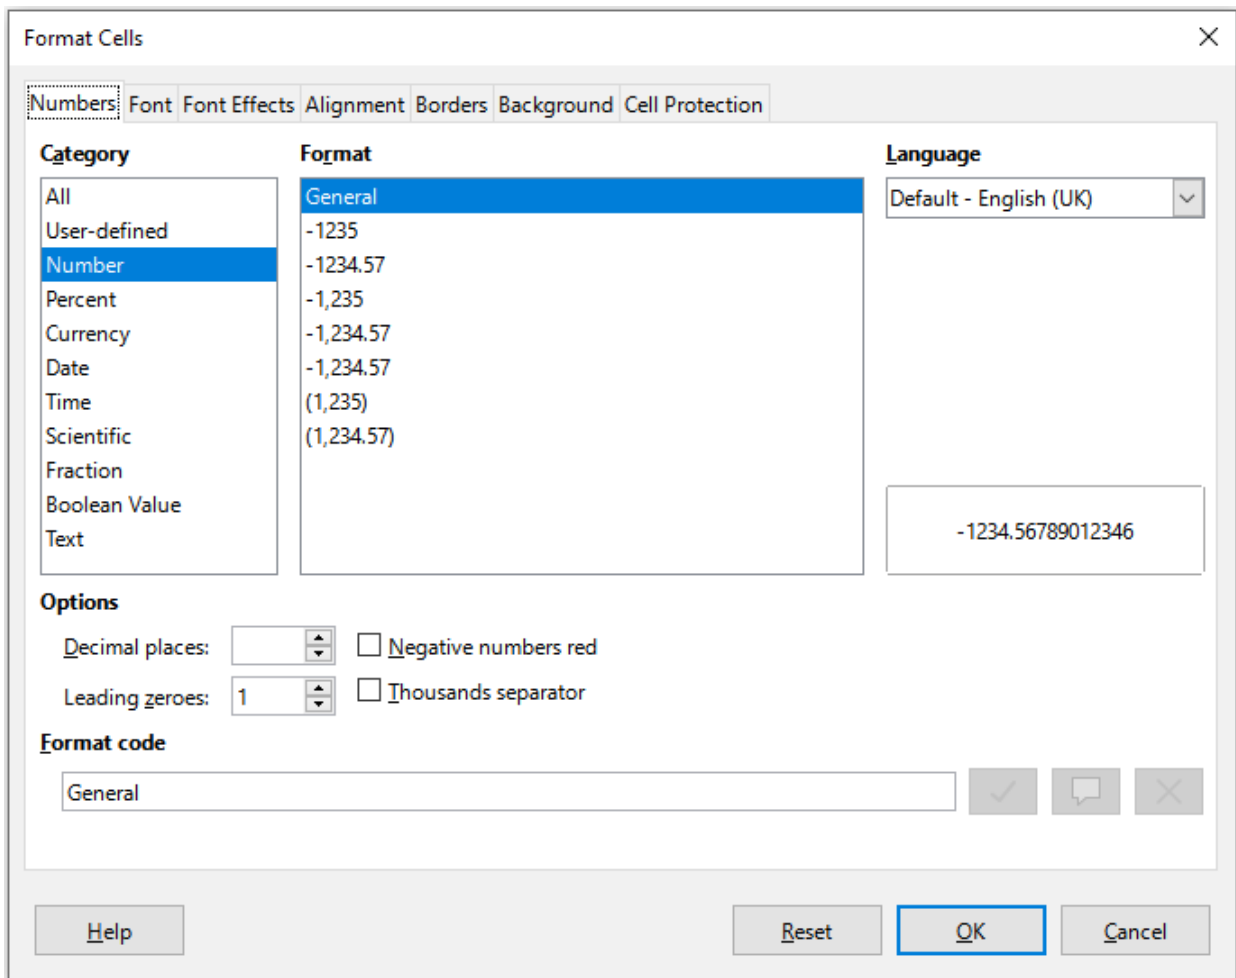 Format Cells
Numbers Font Font Effects Alignment Borders Background Cell Protection
Category
All
User-defined
Number
Percent
Currency
Date
Time
Scientific
Fraction
Boolean Value
Text
Format
General
-1235
-1234.57
-1,235
-1,234.57
-1,234.57
(1,235)
(1,234.57)
Language
Default - English (UK)
-1234.56789012346
Options
Decimal places:
Negative numbers red
Leading zeroes: 1
Thousands separator
Format code
General
Help
Reset
OK
Cancel